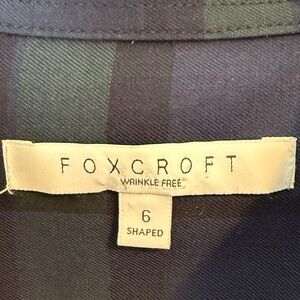 FOXCROFT
WRINKLE FREE
6
SHAPED